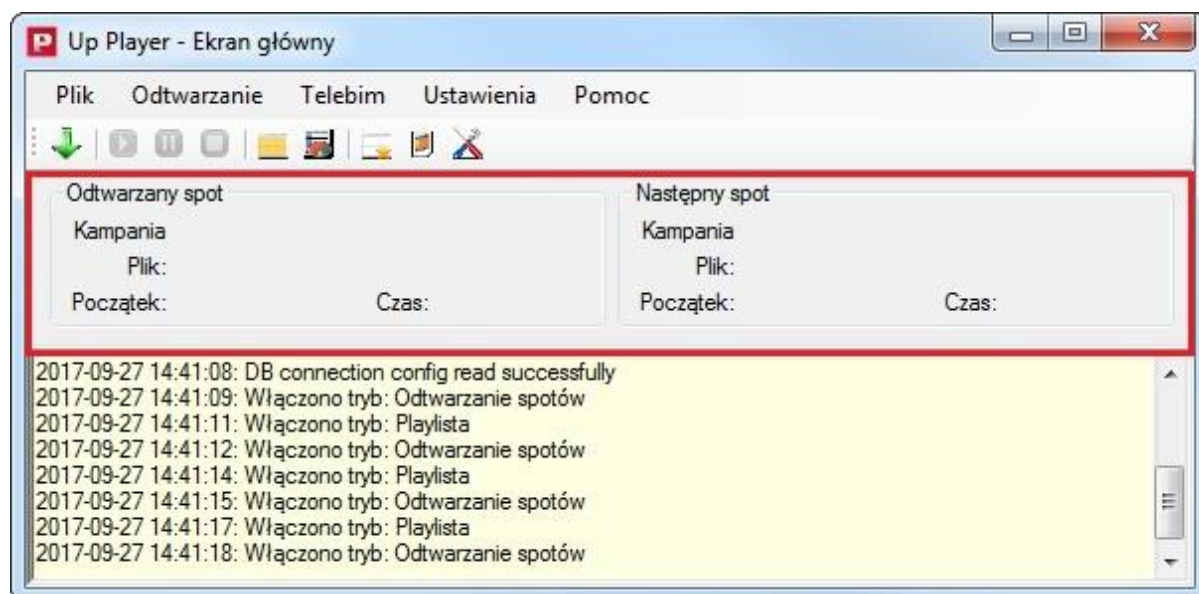 P Up Player - Ekran główny
Plik Odtwarzanie Telebim Ustawienia Pomoc
Odtwarzany spot
Kampania
Plik:
Początek: Czas:
Następny spot
Kampania
Plik:
Początek: Czas:
2017-09-27 14:41:08: DB connection config read successfully
2017-09-27 14:41:09: Włączono tryb: Odtwarzanie spotów
2017-09-27 14:41:11: Włączono tryb: Playlista
2017-09-27 14:41:12: Włączono tryb: Odtwarzanie spotów
2017-09-27 14:41:14: Włączono tryb: Playlista
2017-09-27 14:41:15: Włączono tryb: Odtwarzanie spotów
2017-09-27 14:41:17: Włączono tryb: Playlista
2017-09-27 14:41:18: Włączono tryb: Odtwarzanie spotów